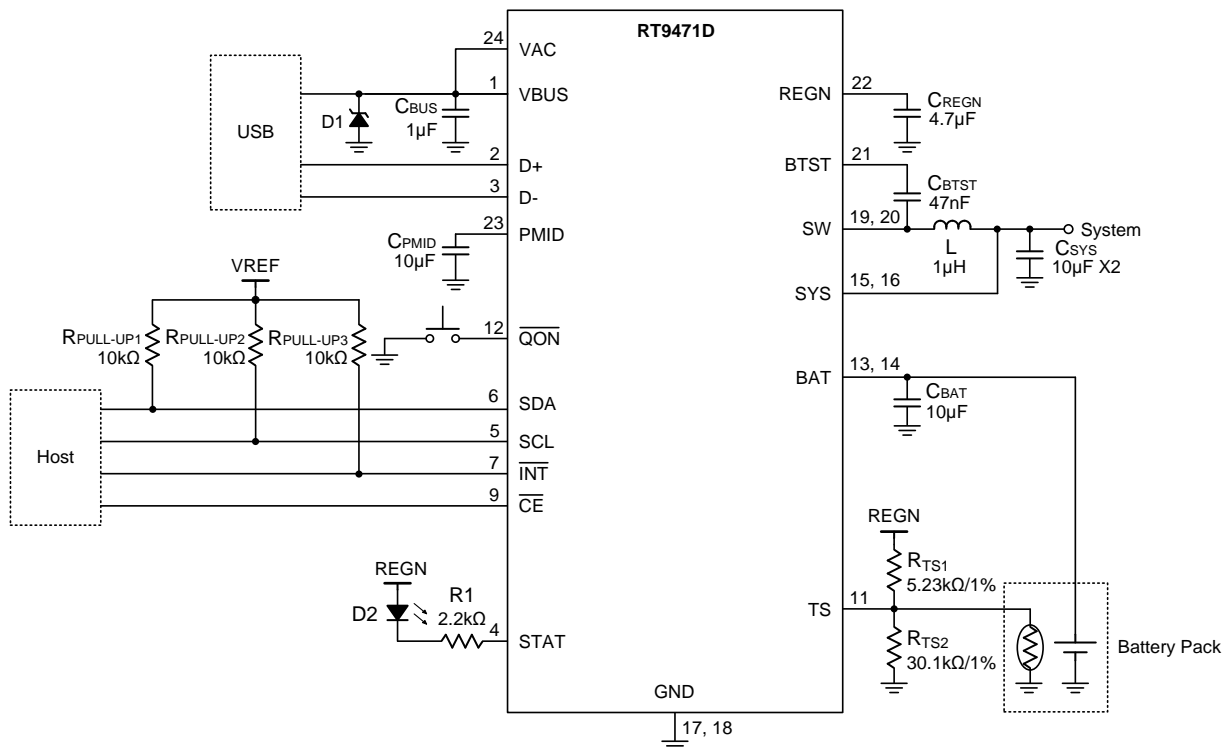 RT9471D
24
VAC
1
VBUS
USB
D1
CBUS
1µF
2
D+
3
D-
23
PMID
CPMID
10µF
VREF
RPULL-UP1
10kΩ
RPULL-UP2
10kΩ
RPULL-UP3
10kΩ
12
QON
Host
6
SDA
5
SCL
7
INT
9
CE
REGN
D2
R1
2.2kΩ
4
STAT
GND
17, 18
REGN
22
CREGN
4.7µF
BTST
21
CBTST
47nF
SW
19, 20
L
1µH
System
CSYS
10µF X2
SYS
15, 16
BAT
13, 14
CBAT
10µF
REGN
RTS1
5.23kΩ/1%
TS
11
RTS2
30.1kΩ/1%
Battery Pack